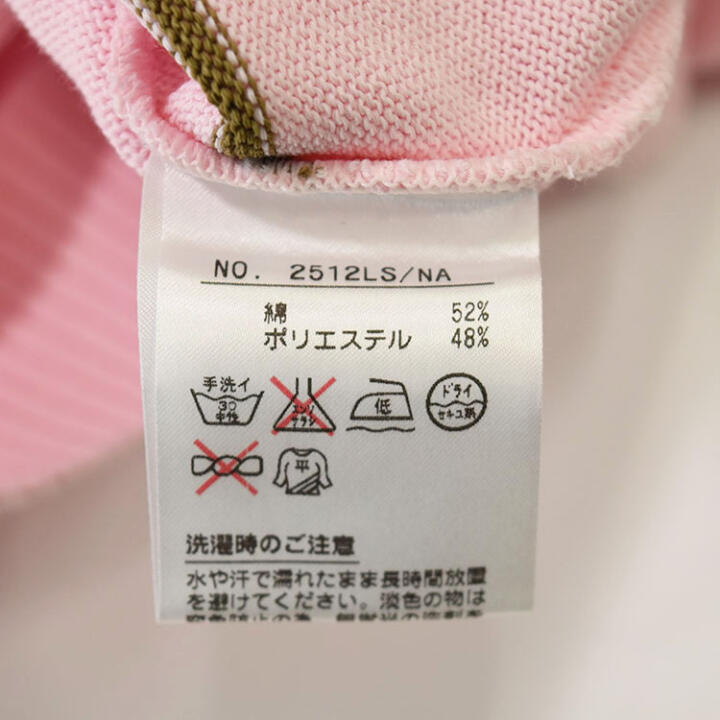 NO. 2512LS/NA
綿 52%
ポリエステル 48%
手洗イ
30
中性
エンソ
サラシ
低
ドライ
セキユ系
平
洗濯時のご注意
水や汗で濡れたまま長時間放置
を避けてください。淡色の物は